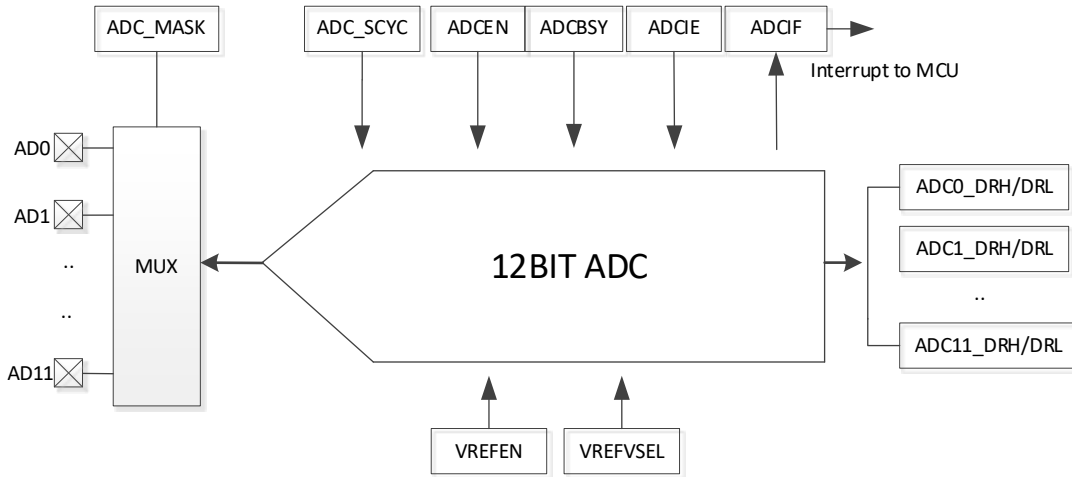 ADC_MASK
ADC_SCYC
ADCEN
ADCBSY
ADCIE
ADCIF
Interrupt to MCU
AD0
AD1
..
..
AD11
MUX
12BIT ADC
ADC0_DRH/DRL
ADC1_DRH/DRL
..
ADC11_DRH/DRL
VREFEN
VREFVSEL